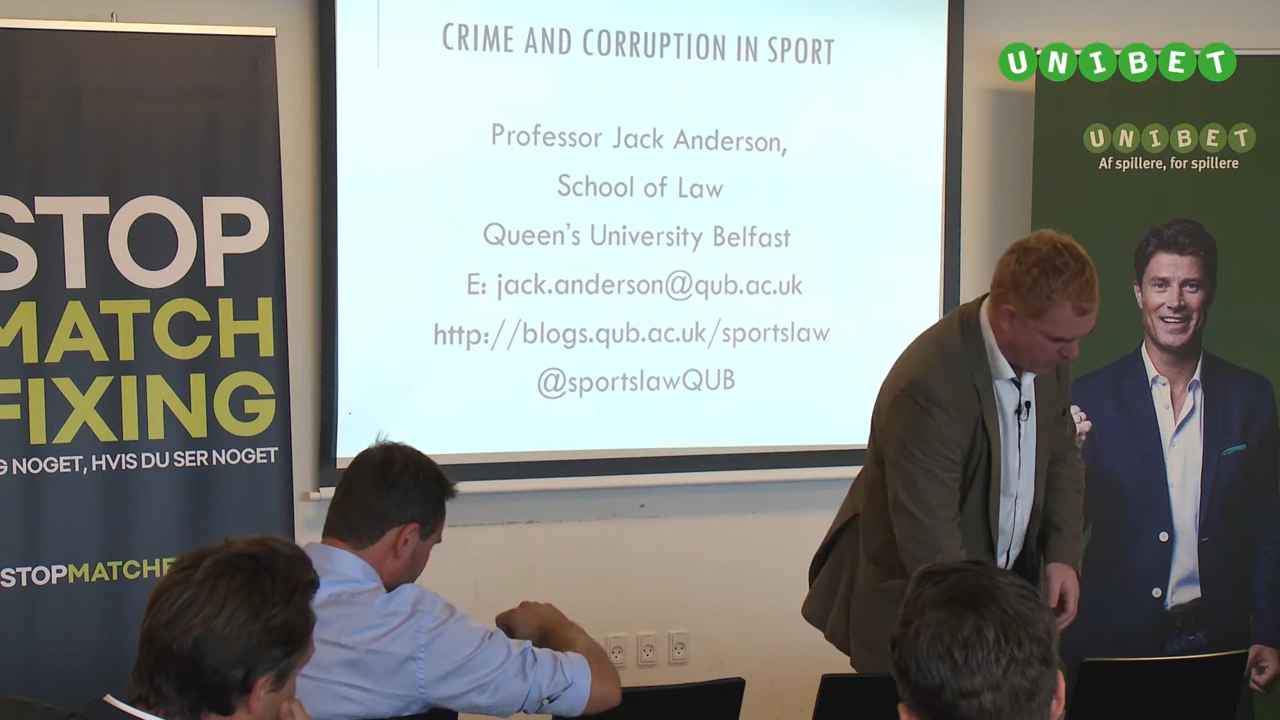 CRIME AND CORRUPTION IN SPORT
Professor Jack Anderson,
School of Law
Queen's University Belfast
E: jack.anderson@qub.ac.uk
http://blogs.qub.ac.uk/sportslaw
@sportslawQUB
STOP
MATCH
FIXING
NOGET, HVIS DU SER NOGET
UNIBET
UNIBET
Af spillere, for spillere